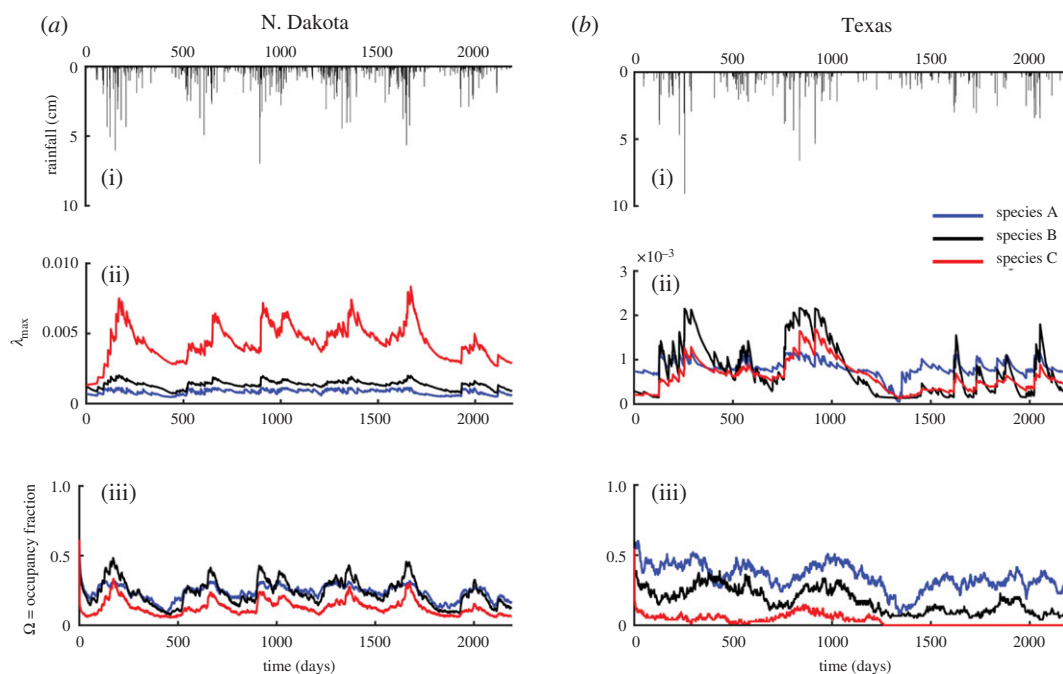 (a) N. Dakota
0 500 1000 1500 2000
0
5
10
rainfall (cm)
(i)
0.010
0.005
0
λmax
(ii)
1.0
0.5
0
Ω = occupancy fraction
(iii)
0 500 1000 1500 2000
time (days)
(b) Texas
0 500 1000 1500 2000
0
5
10
(i)
species A
species B
species C
×10⁻³
3
2
1
0
(ii)
0 500 1000 1500 2000
1.0
0.5
0
(iii)
0 500 1000 1500 2000
time (days)
0 500 1000 1500 2000